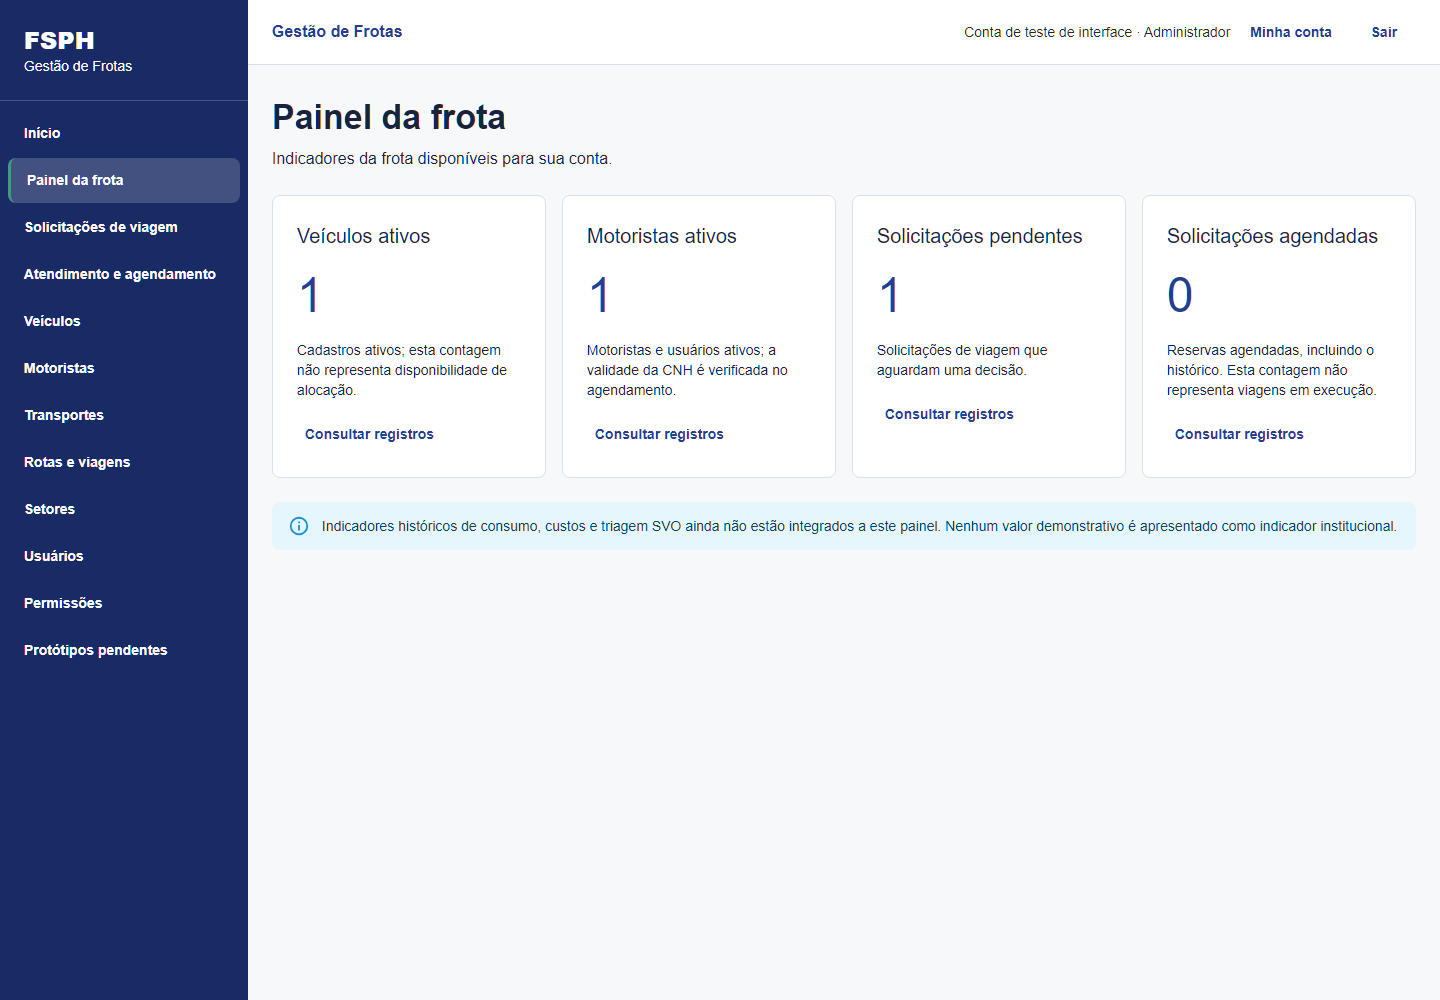 FSPH
Gestão de Frotas
Início
Painel da frota
Solicitações de viagem
Atendimento e agendamento
Veículos
Motoristas
Transportes
Rotas e viagens
Setores
Usuários
Permissões
Protótipos pendentes
Gestão de Frotas
Conta de teste de interface · Administrador
Minha conta
Sair
Painel da frota
Indicadores da frota disponíveis para sua conta.
Veículos ativos
1
Cadastros ativos; esta contagem
não representa disponibilidade de
alocação.
Consultar registros
Motoristas ativos
1
Motoristas e usuários ativos; a
validade da CNH é verificada no
agendamento.
Consultar registros
Solicitações pendentes
1
Solicitações de viagem que
aguardam uma decisão.
Consultar registros
Solicitações agendadas
0
Reservas agendadas, incluindo o
histórico. Esta contagem não
representa viagens em execução.
Consultar registros
Indicadores históricos de consumo, custos e triagem SVO ainda não estão integrados a este painel. Nenhum valor demonstrativo é apresentado como indicador institucional.